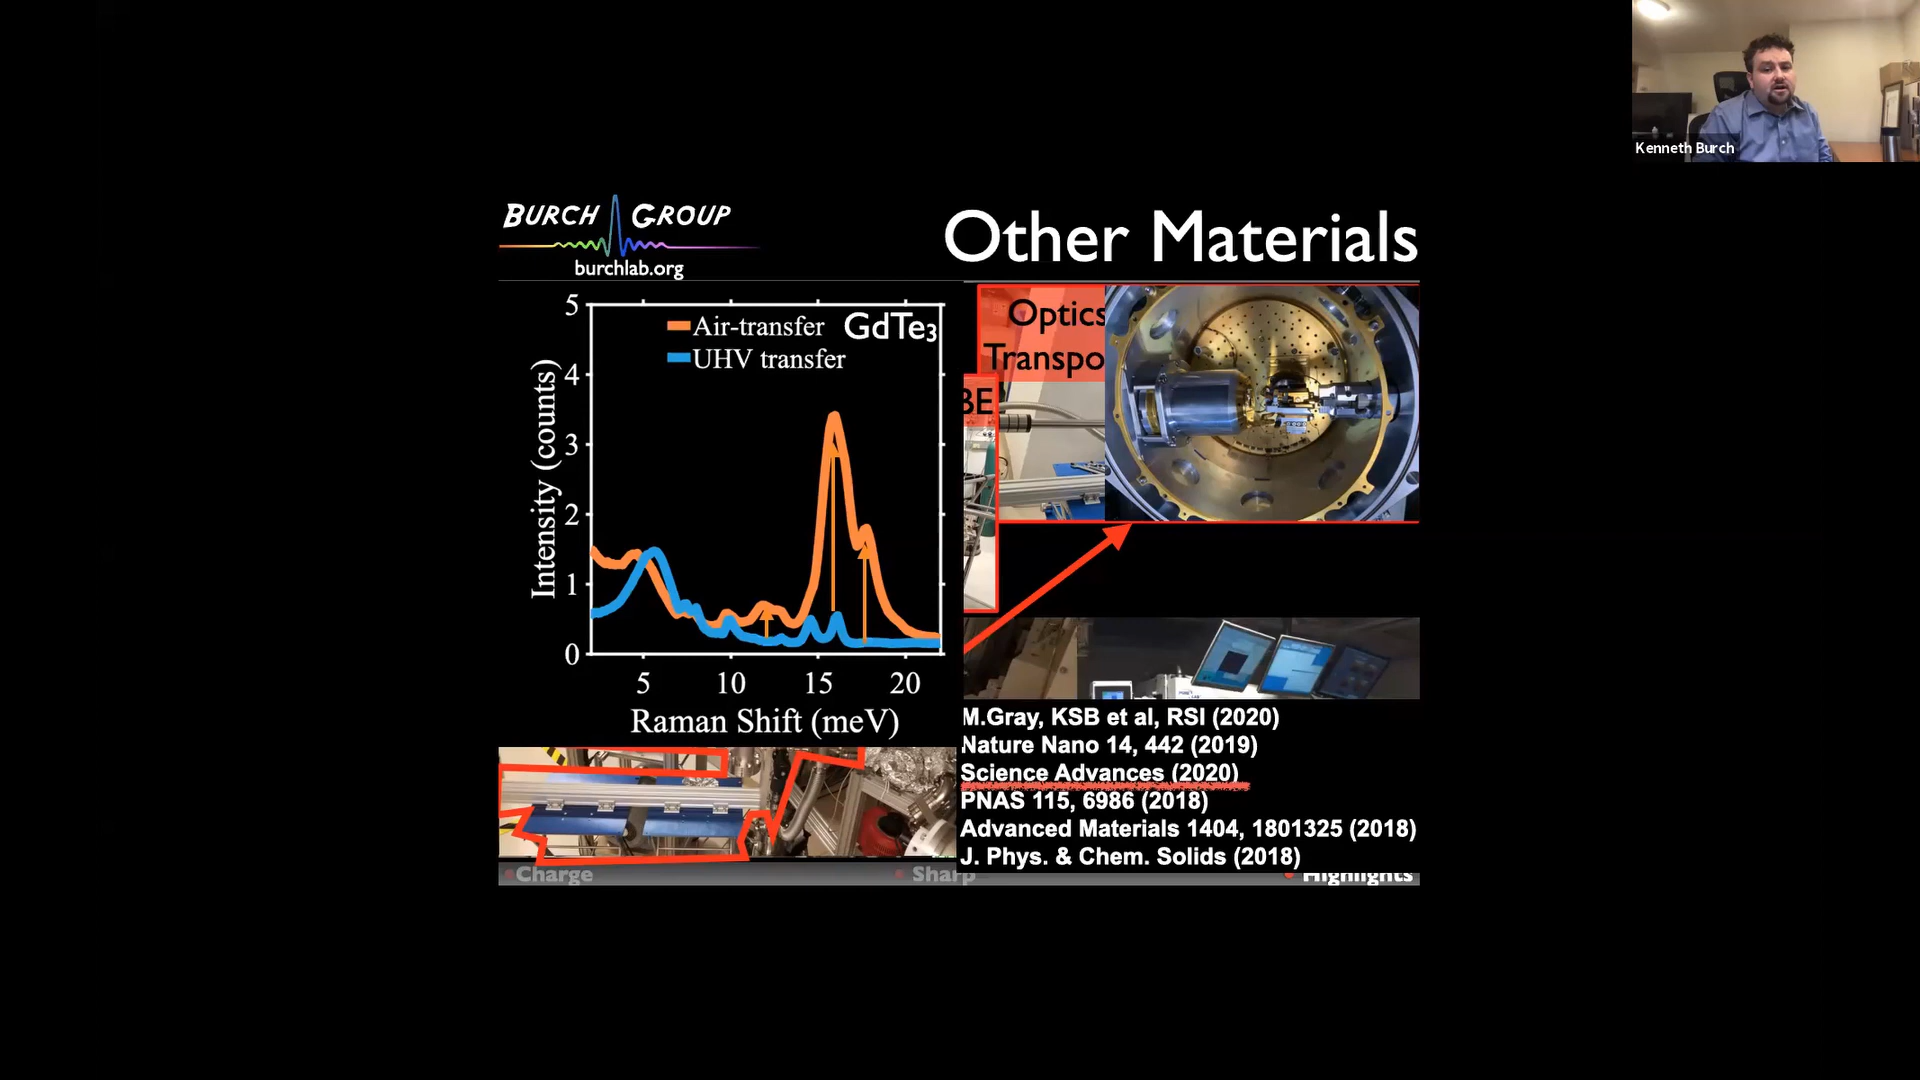 Kenneth Burch
BURCH GROUP
burchlab.org
Other Materials
5
4
3
2
1
0
Intensity (counts)
Air-transfer
UHV transfer
GdTe₃
5 10 15 20
Raman Shift (meV)
Optics
Transpo
BE
M.Gray, KSB et al, RSI (2020)
Nature Nano 14, 442 (2019)
Science Advances (2020)
PNAS 115, 6986 (2018)
Advanced Materials 1404, 1801325 (2018)
J. Phys. & Chem. Solids (2018)
Charge
Sharp
Highlights